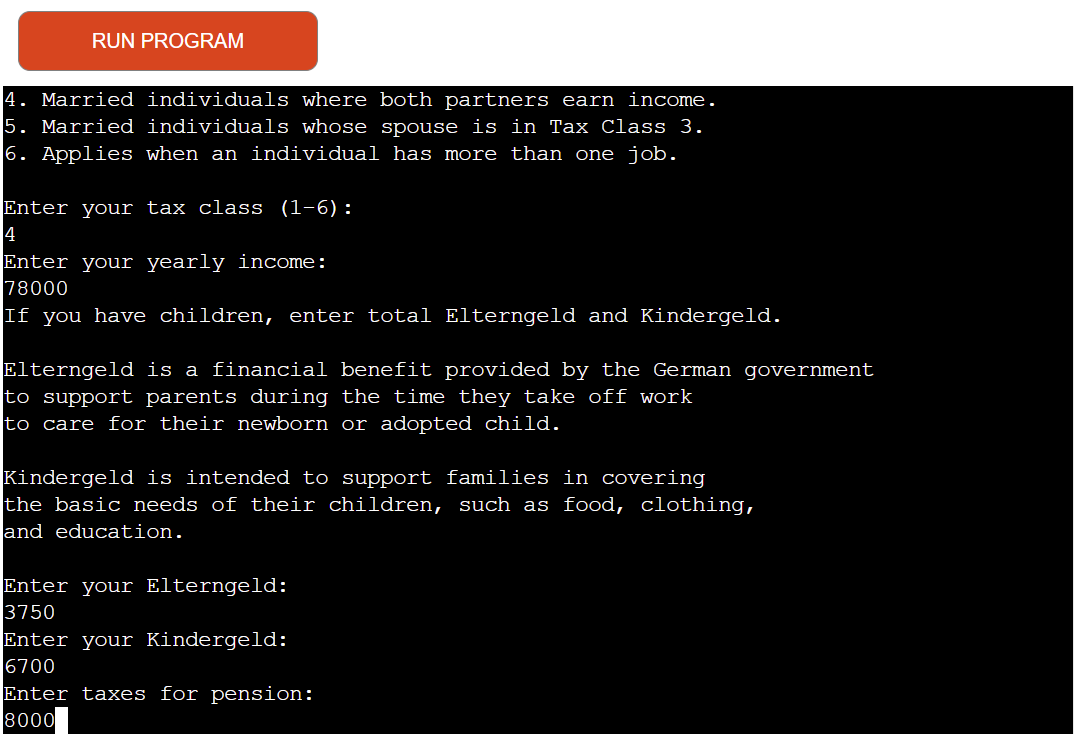 RUN PROGRAM
4. Married individuals where both partners earn income.
5. Married individuals whose spouse is in Tax Class 3.
6. Applies when an individual has more than one job.
Enter your tax class (1-6):
4
Enter your yearly income:
78000
If you have children, enter total Elterngeld and Kindergeld.
Elterngeld is a financial benefit provided by the German government
to support parents during the time they take off work
to care for their newborn or adopted child.
Kindergeld is intended to support families in covering
the basic needs of their children, such as food, clothing,
and education.
Enter your Elterngeld:
3750
Enter your Kindergeld:
6700
Enter taxes for pension:
8000